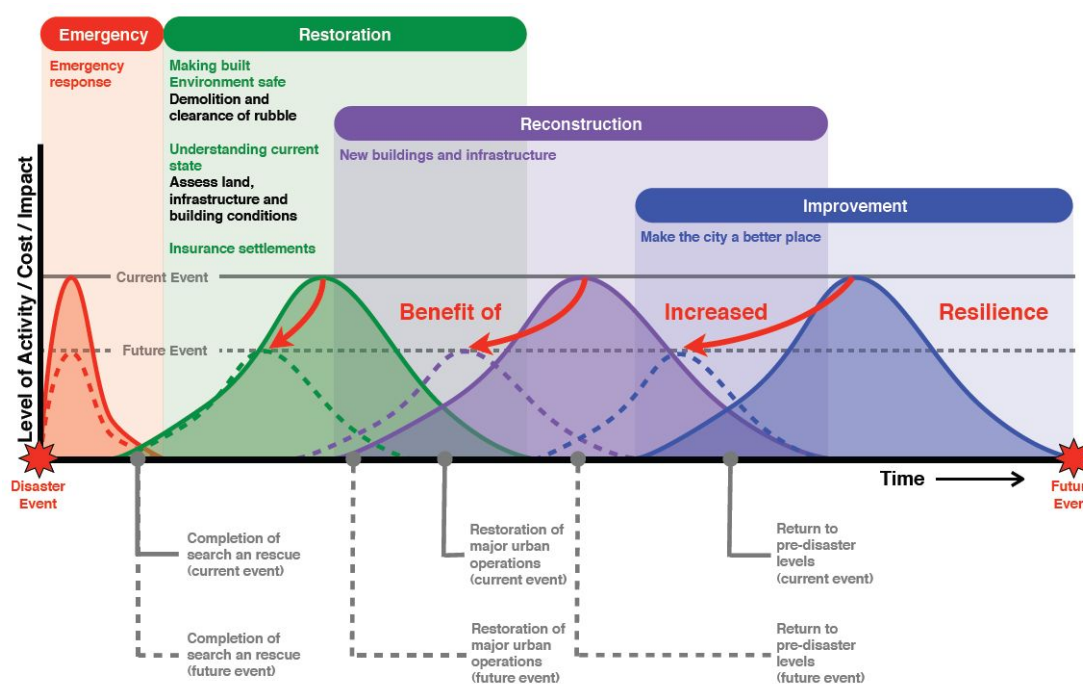 Emergency
Restoration
Emergency
response
Making built
Environment safe
Demolition and
clearance of rubble
Understanding current
state
Assess land,
infrastructure and
building conditions
Insurance settlements
Reconstruction
New buildings and infrastructure
Improvement
Make the city a better place
Level of Activity / Cost / Impact
Current Event
Future Event
Benefit of
Increased
Resilience
Time
Disaster
Event
Futur
Even
Completion of
search an rescue
(current event)
Restoration of
major urban
operations
(current event)
Return to
pre-disaster
levels
(current event)
Completion of
search an rescue
(future event)
Restoration of
major urban
operations
(future event)
Return to
pre-disaster
levels
(future event)